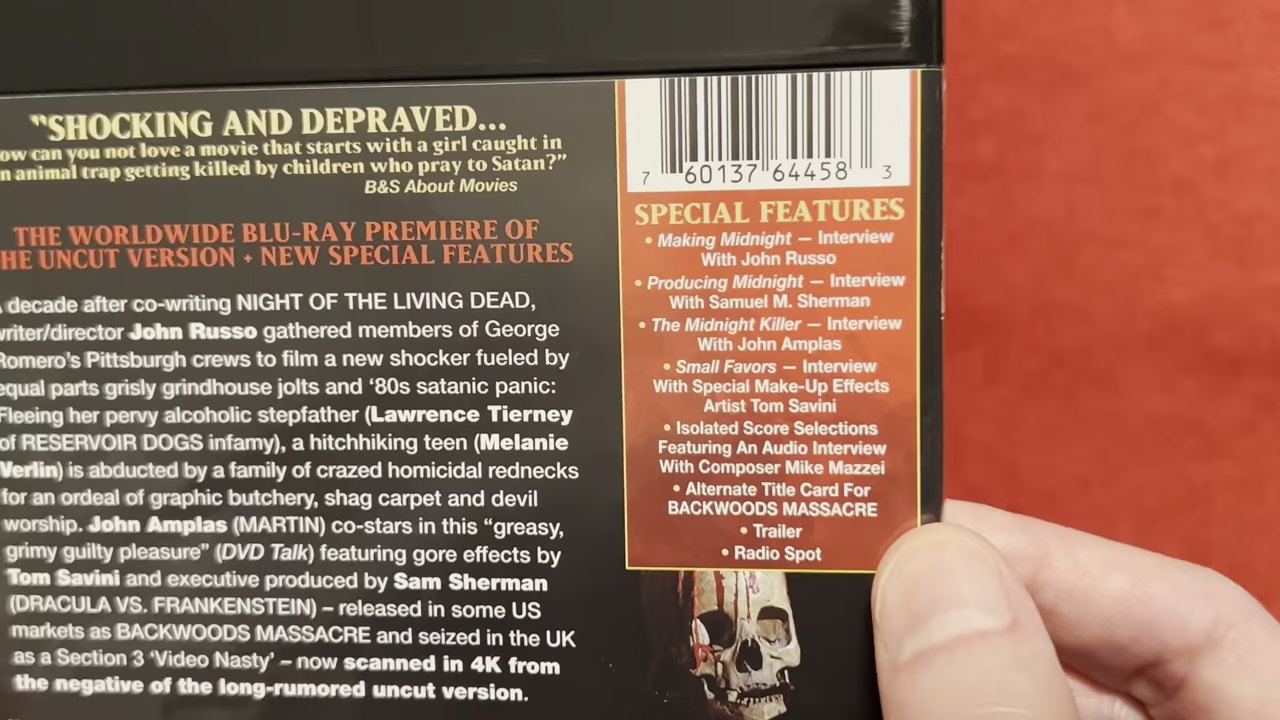 "SHOCKING AND DEPRAVED...
can you not love a movie that starts with a girl caught in
animal trap getting killed by children who pray to Satan?"
B&S About Movies
THE WORLDWIDE BLU-RAY PREMIERE OF
THE UNCUT VERSION • NEW SPECIAL FEATURES
decade after co-writing NIGHT OF THE LIVING DEAD,
writer/director John Russo gathered members of George
Romero's Pittsburgh crews to film a new shocker fueled by
equal parts grisly grindhouse jolts and '80s satanic panic:
Fleeing her pervy alcoholic stepfather (Lawrence Tierney
of RESERVOIR DOGS infamy), a hitchhiking teen (Melanie
Verlin) is abducted by a family of crazed homicidal rednecks
for an ordeal of graphic butchery, shag carpet and devil
worship. John Amplas (MARTIN) co-stars in this "greasy,
grimy guilty pleasure" (DVD Talk) featuring gore effects by
Tom Savini and executive produced by Sam Sherman
(DRACULA VS. FRANKENSTEIN) – released in some US
markets as BACKWOODS MASSACRE and seized in the UK
as a Section 3 'Video Nasty' – now scanned in 4K from
the negative of the long-rumored uncut version.
7 60137 64458 3
SPECIAL FEATURES
• Making Midnight — Interview
With John Russo
• Producing Midnight — Interview
With Samuel M. Sherman
• The Midnight Killer — Interview
With John Amplas
• Small Favors — Interview
With Special Make-Up Effects
Artist Tom Savini
• Isolated Score Selections
Featuring An Audio Interview
With Composer Mike Mazzei
• Alternate Title Card For
BACKWOODS MASSACRE
• Trailer
• Radio Spot